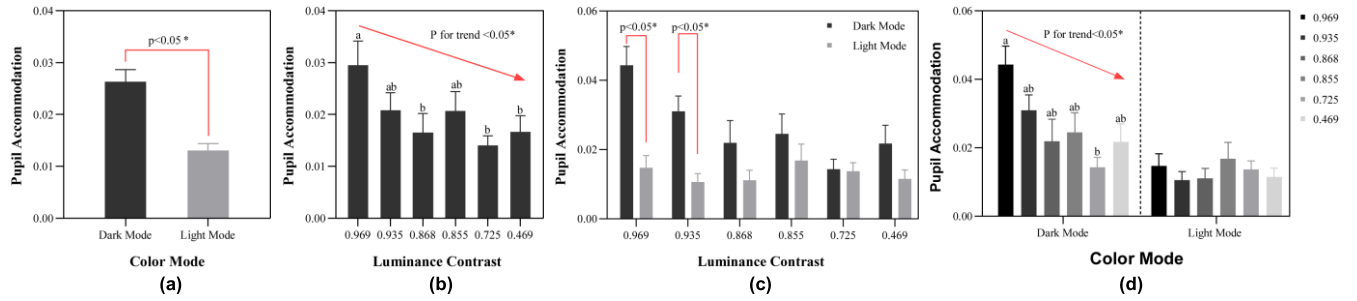 0.04
0.03
0.02
0.01
0.00
Pupil Accommodation
p<0.05 *
Dark Mode
Light Mode
Color Mode
(a)
0.04
0.03
0.02
0.01
0.00
Pupil Accommodation
P for trend <0.05*
a
ab
b
ab
b
b
0.969
0.935
0.868
0.855
0.725
0.469
Luminance Contrast
(b)
0.06
0.04
0.02
0.00
Pupil Accommodation
p<0.05*
p<0.05*
Dark Mode
Light Mode
0.969
0.935
0.868
0.855
0.725
0.469
Luminance Contrast
(c)
0.06
0.04
0.02
0.00
Pupil Accommodation
P for trend<0.05*
a
ab
ab
ab
b
ab
Dark Mode
Light Mode
Color Mode
0.969
0.935
0.868
0.855
0.725
0.469
(d)